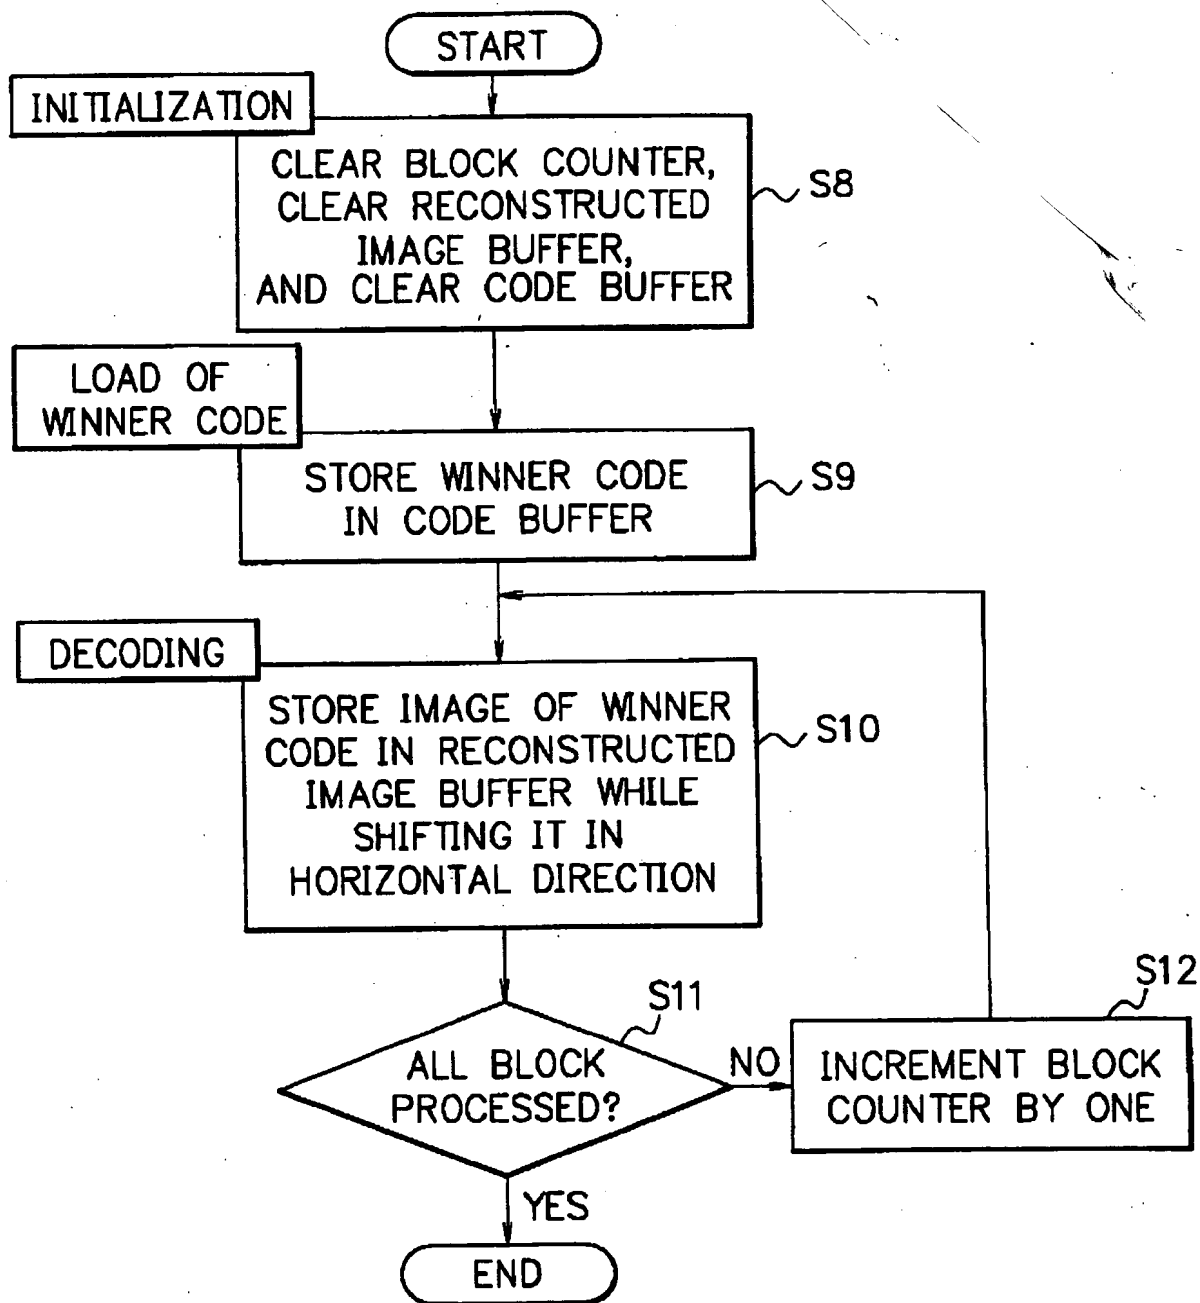 START
INITIALIZATION
CLEAR BLOCK COUNTER,
CLEAR RECONSTRUCTED
IMAGE BUFFER,
AND CLEAR CODE BUFFER
S8
LOAD OF
WINNER CODE
STORE WINNER CODE
IN CODE BUFFER
S9
DECODING
STORE IMAGE OF WINNER
CODE IN RECONSTRUCTED
IMAGE BUFFER WHILE
SHIFTING IT IN
HORIZONTAL DIRECTION
S10
S11
ALL BLOCK
PROCESSED?
NO
S12
INCREMENT BLOCK
COUNTER BY ONE
YES
END